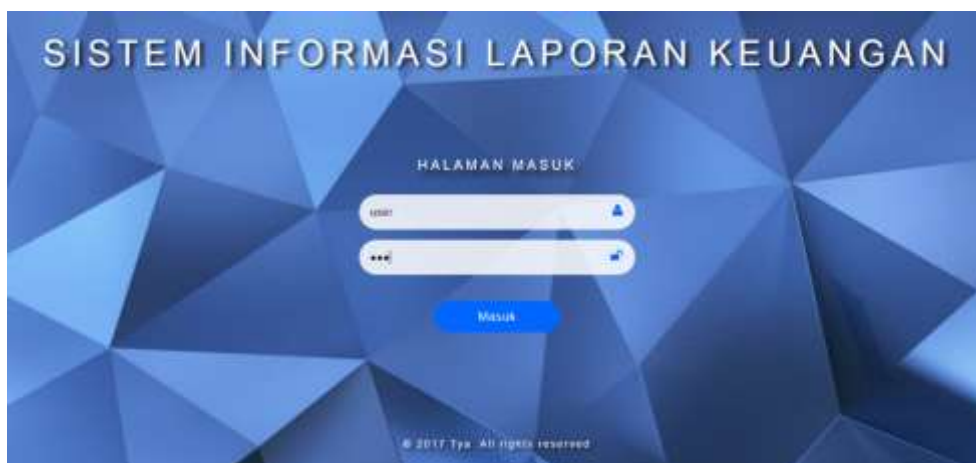 SISTEM INFORMASI LAPORAN KEUANGAN
HALAMAN MASUK
user
Masuk
© 2017 Tya. All rights reserved